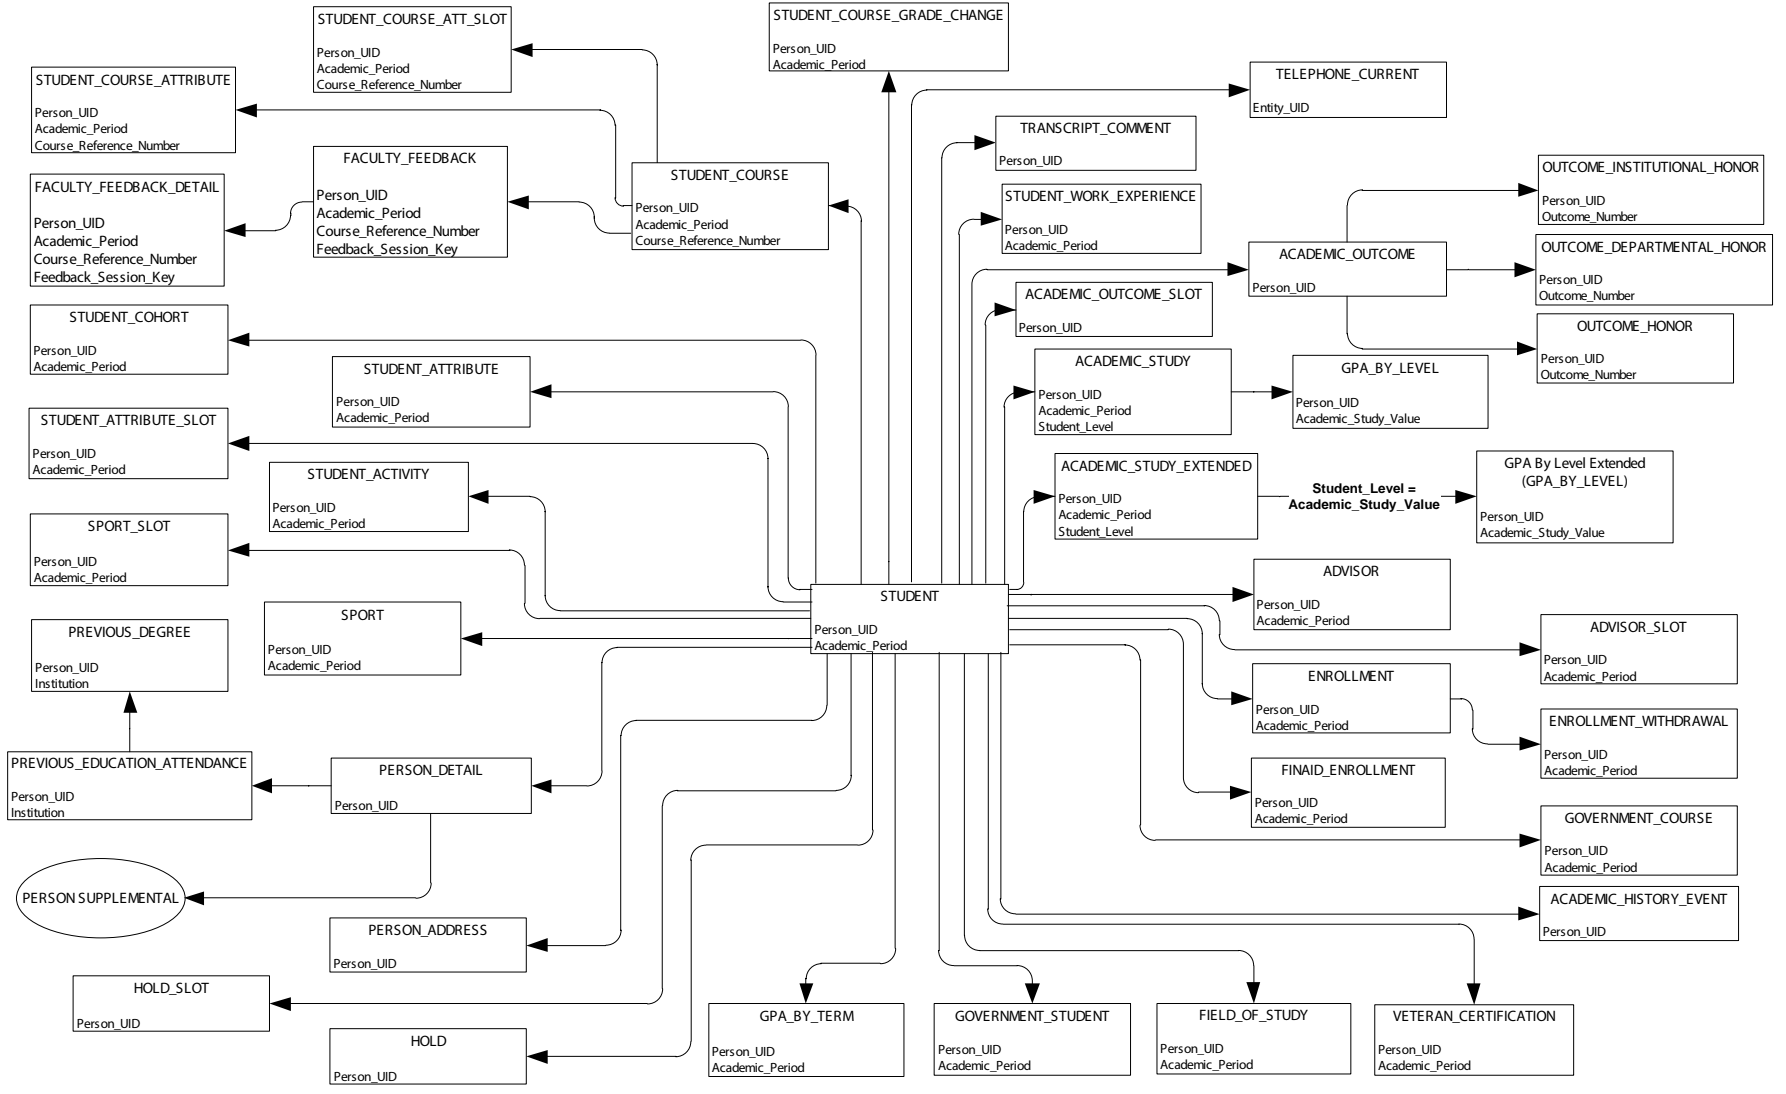 STUDENT_COURSE_ATT_SLOT
Person_UID
Academic_Period
Course_Reference_Number
STUDENT_COURSE_GRADE_CHANGE
Person_UID
Academic_Period
STUDENT_COURSE_ATTRIBUTE
Person_UID
Academic_Period
Course_Reference_Number
TELEPHONE_CURRENT
Entity_UID
TRANSCRIPT_COMMENT
Person_UID
FACULTY_FEEDBACK
Person_UID
Academic_Period
Course_Reference_Number
Feedback_Session_Key
STUDENT_COURSE
Person_UID
Academic_Period
Course_Reference_Number
FACULTY_FEEDBACK_DETAIL
Person_UID
Academic_Period
Course_Reference_Number
Feedback_Session_Key
STUDENT_WORK_EXPERIENCE
Person_UID
Academic_Period
OUTCOME_INSTITUTIONAL_HONOR
Person_UID
Outcome_Number
ACADEMIC_OUTCOME
Person_UID
OUTCOME_DEPARTMENTAL_HONOR
Person_UID
Outcome_Number
STUDENT_COHORT
Person_UID
Academic_Period
ACADEMIC_OUTCOME_SLOT
Person_UID
OUTCOME_HONOR
Person_UID
Outcome_Number
STUDENT_ATTRIBUTE
Person_UID
Academic_Period
ACADEMIC_STUDY
Person_UID
Academic_Period
Student_Level
GPA_BY_LEVEL
Person_UID
Academic_Study_Value
STUDENT_ATTRIBUTE_SLOT
Person_UID
Academic_Period
STUDENT_ACTIVITY
Person_UID
Academic_Period
ACADEMIC_STUDY_EXTENDED
Person_UID
Academic_Period
Student_Level
Student_Level =
Academic_Study_Value
GPA By Level Extended
(GPA_BY_LEVEL)
Person_UID
Academic_Study_Value
SPORT_SLOT
Person_UID
Academic_Period
ADVISOR
Person_UID
Academic_Period
STUDENT
Person_UID
Academic_Period
SPORT
Person_UID
Academic_Period
PREVIOUS_DEGREE
Person_UID
Institution
ADVISOR_SLOT
Person_UID
Academic_Period
ENROLLMENT
Person_UID
Academic_Period
ENROLLMENT_WITHDRAWAL
Person_UID
Academic_Period
PREVIOUS_EDUCATION_ATTENDANCE
Person_UID
Institution
PERSON_DETAIL
Person_UID
FINAID_ENROLLMENT
Person_UID
Academic_Period
GOVERNMENT_COURSE
Person_UID
Academic_Period
PERSON SUPPLEMENTAL
ACADEMIC_HISTORY_EVENT
Person_UID
PERSON_ADDRESS
Person_UID
HOLD_SLOT
Person_UID
HOLD
Person_UID
GPA_BY_TERM
Person_UID
Academic_Period
GOVERNMENT_STUDENT
Person_UID
Academic_Period
FIELD_OF_STUDY
Person_UID
Academic_Period
VETERAN_CERTIFICATION
Person_UID
Academic_Period